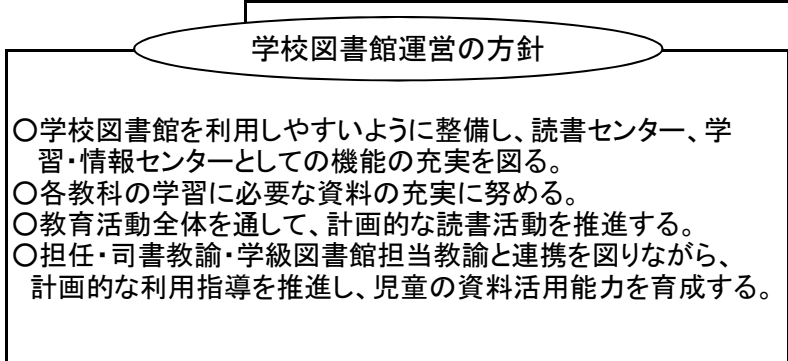 学校図書館運営の方針
○学校図書館を利用しやすいように整備し、読書センター、学
習・情報センターとしての機能の充実を図る。
○各教科の学習に必要な資料の充実に努める。
○教育活動全体を通して、計画的な読書活動を推進する。
○担任・司書教諭・学級図書館担当教諭と連携を図りながら、
計画的な利用指導を推進し、児童の資料活用能力を育成する。